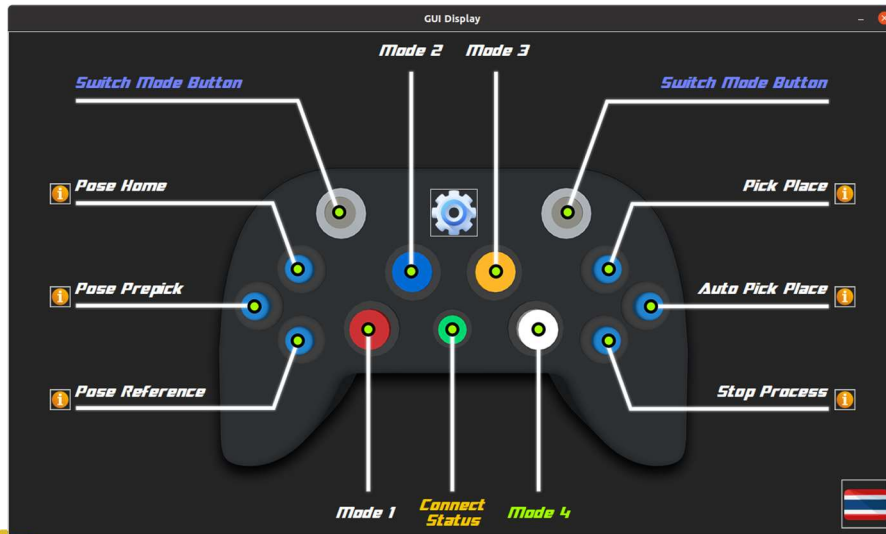 GUI Display
Mode 2 Mode 3
Switch Mode Button Switch Mode Button
Pose Home Pick Place
Pose Prepick Auto Pick Place
Pose Reference Stop Process
Mode 1 Connect Status Mode 4